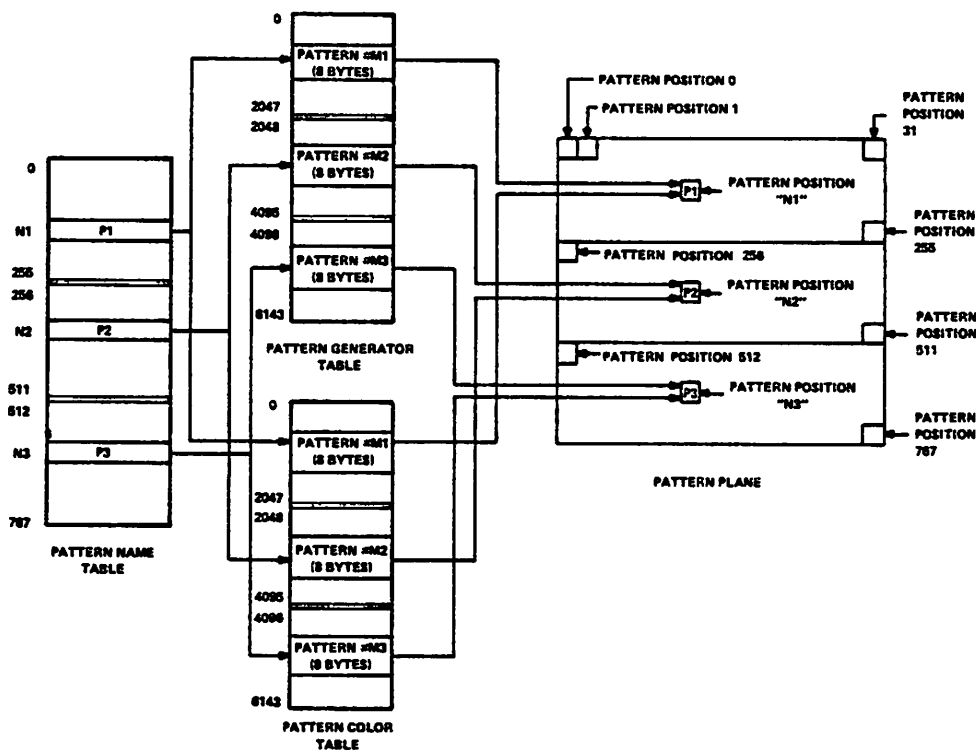 0
N1
255
256
N2
511
512
N3
767
P1
P2
P3
PATTERN NAME
TABLE
0
PATTERN #M1
(8 BYTES)
2047
2048
PATTERN #M2
(8 BYTES)
4095
4096
PATTERN #M3
(8 BYTES)
6143
PATTERN GENERATOR
TABLE
0
PATTERN #M1
(8 BYTES)
2047
2048
PATTERN #M2
(8 BYTES)
4095
4096
PATTERN #M3
(8 BYTES)
6143
PATTERN COLOR
TABLE
PATTERN POSITION 0
PATTERN POSITION 1
PATTERN
POSITION
31
P1
PATTERN POSITION
"N1"
PATTERN
POSITION
255
PATTERN POSITION 256
P2
PATTERN POSITION
"N2"
PATTERN
POSITION
511
PATTERN POSITION 512
P3
PATTERN POSITION
"N3"
PATTERN
POSITION
767
PATTERN PLANE